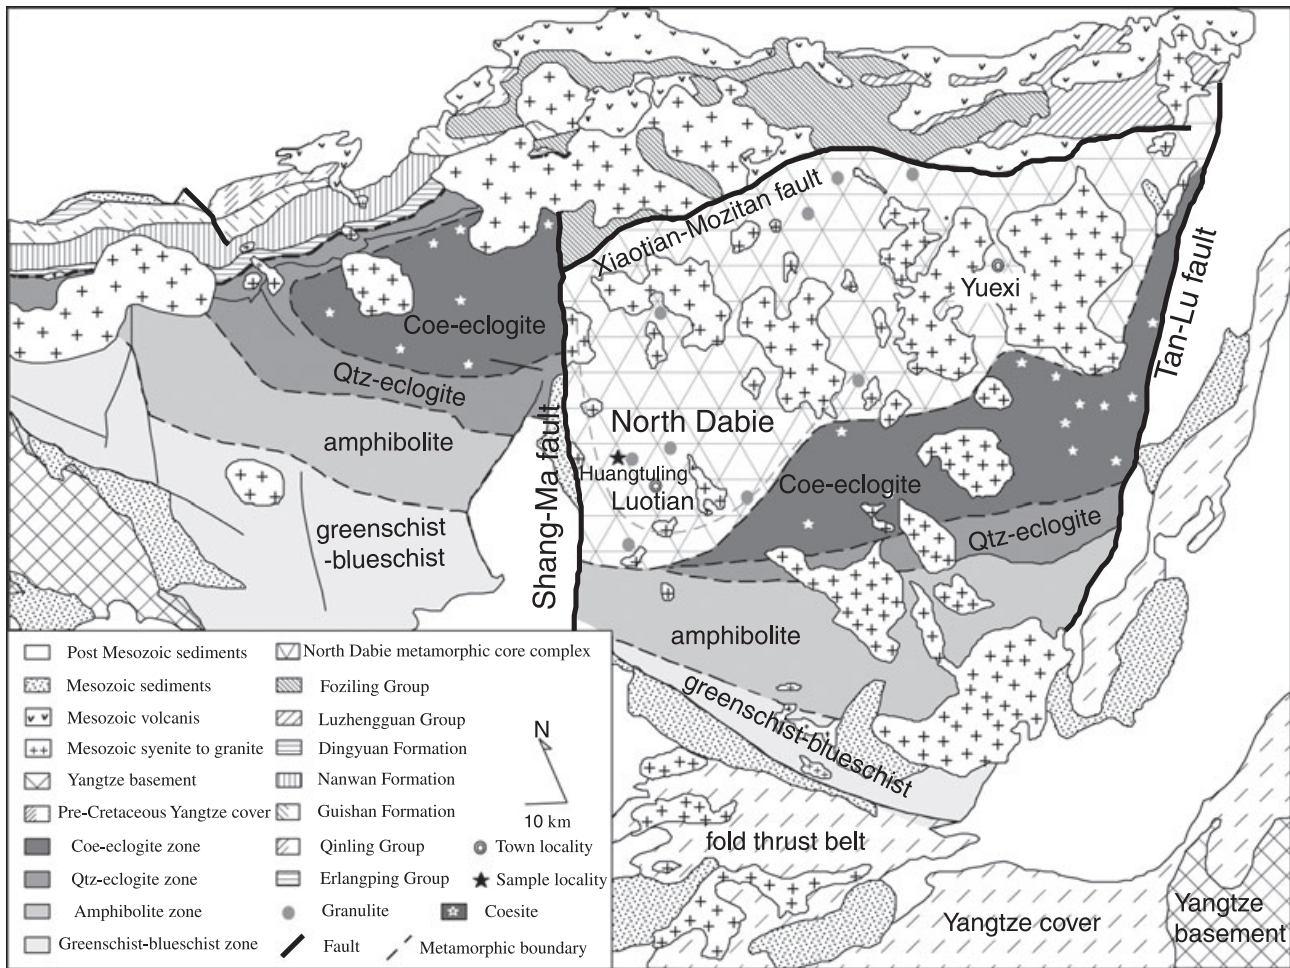 Xiaotian-Mozitan fault
Yuexi
Tan-Lu fault
Coe-eclogite
Qtz-eclogite
amphibolite
greenschist
-blueschist
Shang-Ma fault
North Dabie
Huangtuling
Luotian
Coe-eclogite
Qtz-eclogite
amphibolite
greenschist-blueschist
fold thrust belt
Yangtze cover
Yangtze
basement
N
10 km
Post Mesozoic sediments
Mesozoic sediments
Mesozoic volcanis
Mesozoic syenite to granite
Yangtze basement
Pre-Cretaceous Yangtze cover
Coe-eclogite zone
Qtz-eclogite zone
Amphibolite zone
Greenschist-blueschist zone
North Dabie metamorphic core complex
Foziling Group
Luzhengguan Group
Dingyuan Formation
Nanwan Formation
Guishan Formation
Qinling Group
Erlangping Group
Granulite
Fault
Town locality
Sample locality
Coesite
Metamorphic boundary